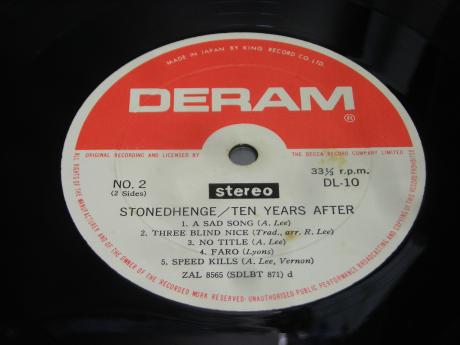 MADE IN JAPAN BY KING RECORD CO. LTD.
DERAM
®
ORIGINAL RECORDING AND LICENSED BY THE DECCA RECORD COMPANY LIMITED
NO. 2
(2 Sides)
stereo
33⅓ r.p.m.
DL-10
STONEDHENGE/TEN YEARS AFTER
1. A SAD SONG (A. Lee)
2. THREE BLIND NICE (Trad., arr. R. Lee)
3. NO TITLE (A. Lee)
4. FARO (Lyons)
5. SPEED KILLS (A. Lee, Vernon)
ZAL 8565 (SDLBT 871) d
ALL RIGHTS OF THE MANUFACTURER AND OF THE OWNER OF THE RECORDED WORK RESERVED·UNAUTHORISED PUBLIC PERFORMANCE BROADCASTING AND COPYING OF THIS RECORD PROHIBITED